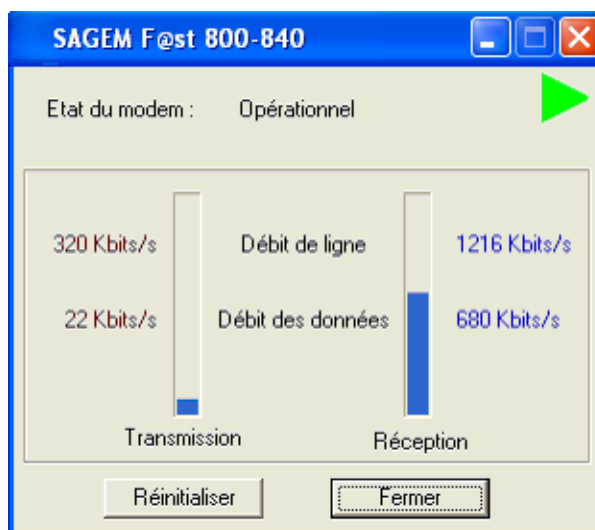 SAGEM F@st 800-840
Etat du modem : Opérationnel
320 Kbits/s Débit de ligne 1216 Kbits/s
22 Kbits/s Débit des données 680 Kbits/s
Transmission Réception
Réinitialiser Fermer